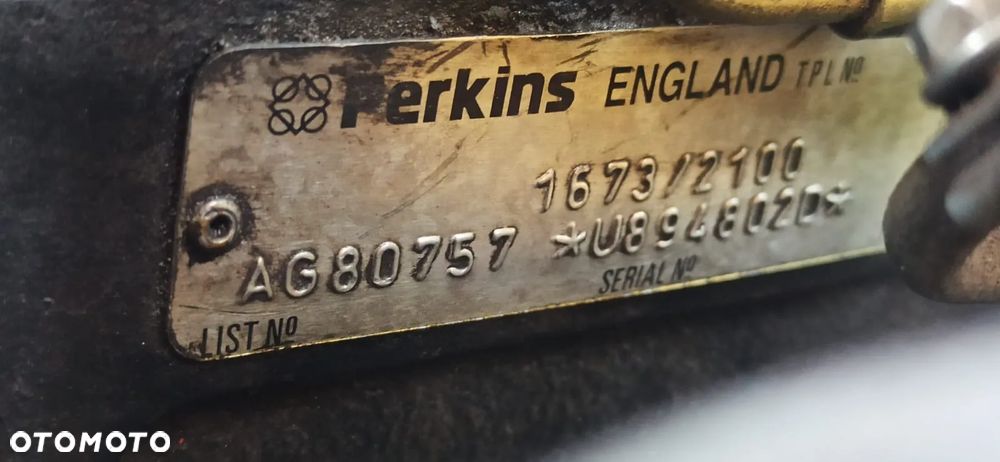 Perkins ENGLAND TPL Nº
1673/2100
AG80757 *U894802D*
LIST Nº SERIAL Nº
OTOMOTO